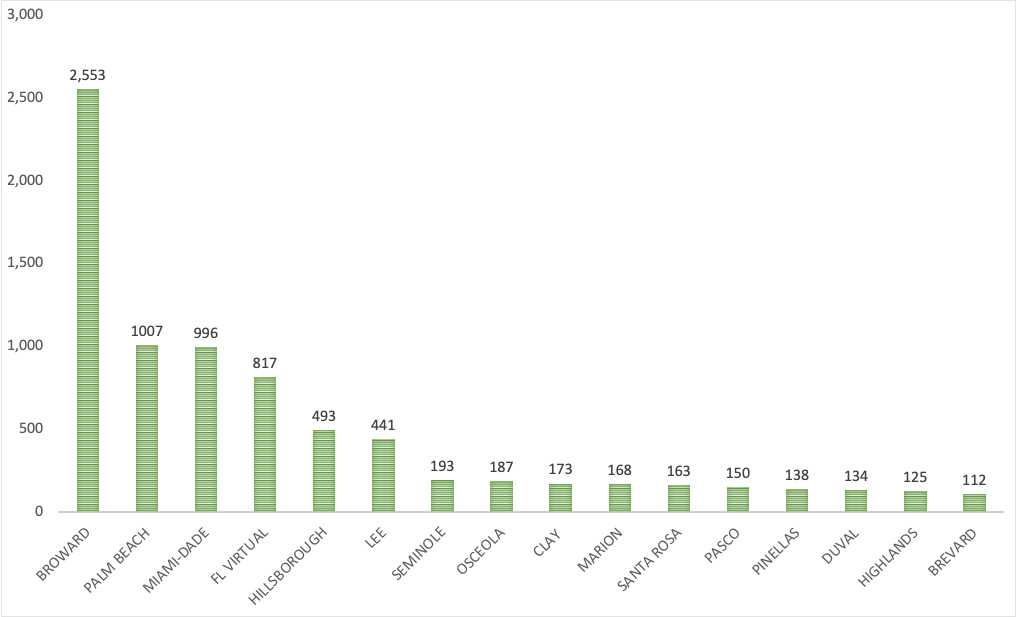 3,000
2,500
2,000
1,500
1,000
500
0
2,553
1007
996
817
493
441
193
187
173
168
163
150
138
134
125
112
BROWARD
PALM BEACH
MIAMI-DADE
FL VIRTUAL
HILLSBOROUGH
LEE
SEMINOLE
OSCEOLA
CLAY
MARION
SANTA ROSA
PASCO
PINELLAS
DUVAL
HIGHLANDS
BREVARD